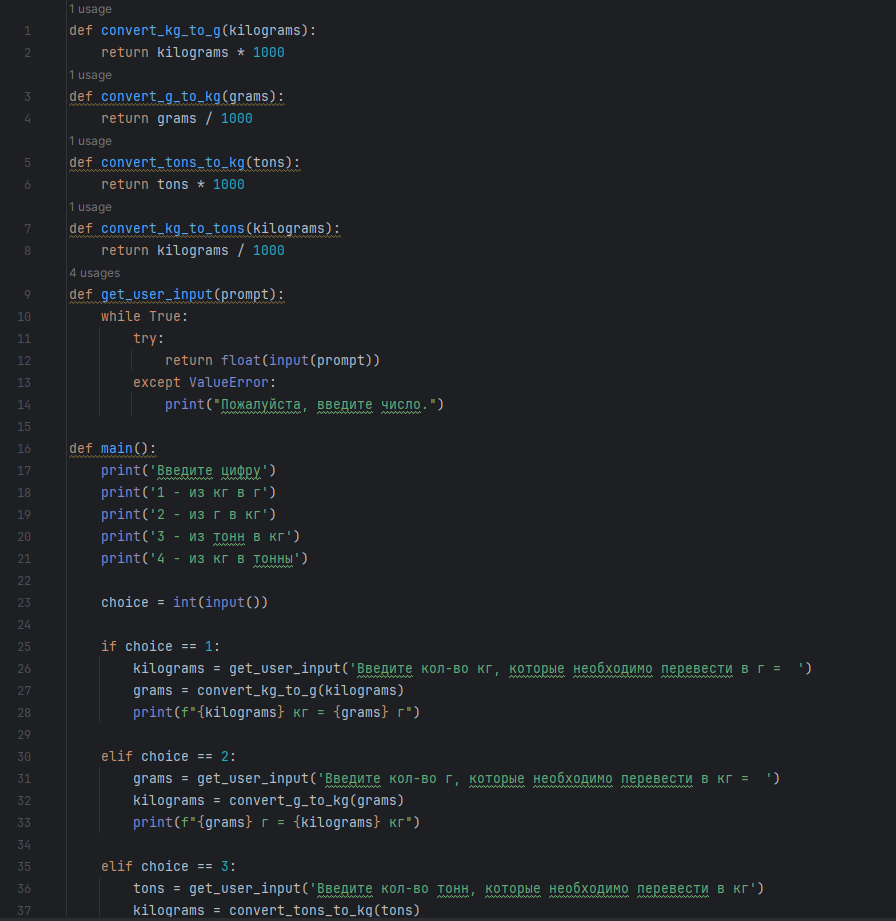 1 usage
1 def convert_kg_to_g(kilograms):
2     return kilograms * 1000
1 usage
3 def convert_g_to_kg(grams):
4     return grams / 1000
1 usage
5 def convert_tons_to_kg(tons):
6     return tons * 1000
1 usage
7 def convert_kg_to_tons(kilograms):
8     return kilograms / 1000
4 usages
9 def get_user_input(prompt):
10     while True:
11         try:
12             return float(input(prompt))
13         except ValueError:
14             print("Пожалуйста, введите число.")
15
16 def main():
17     print('Введите цифру')
18     print('1 - из кг в г')
19     print('2 - из г в кг')
20     print('3 - из тонн в кг')
21     print('4 - из кг в тонны')
22
23     choice = int(input())
24
25     if choice == 1:
26         kilograms = get_user_input('Введите кол-во кг, которые необходимо перевести в г =  ')
27         grams = convert_kg_to_g(kilograms)
28         print(f"{kilograms} кг = {grams} г")
29
30     elif choice == 2:
31         grams = get_user_input('Введите кол-во г, которые необходимо перевести в кг =  ')
32         kilograms = convert_g_to_kg(grams)
33         print(f"{grams} г = {kilograms} кг")
34
35     elif choice == 3:
36         tons = get_user_input('Введите кол-во тонн, которые необходимо перевести в кг')
37         kilograms = convert_tons_to_kg(tons)